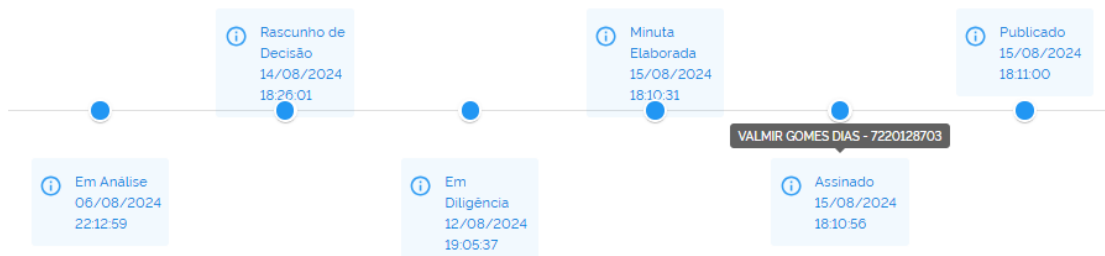 Rascunho de
Decisão
14/08/2024
18:26:01
Minuta
Elaborada
15/08/2024
18:10:31
Publicado
15/08/2024
18:11:00
VALMIR GOMES DIAS - 7220128703
Em Análise
06/08/2024
22:12:59
Em
Diligência
12/08/2024
19:05:37
Assinado
15/08/2024
18:10:56